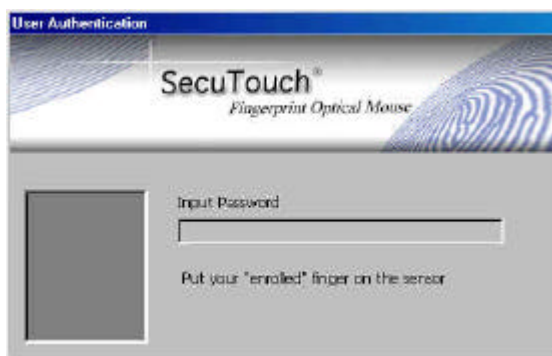 User Authentication
SecuTouch®
Fingerprint Optical Mouse
Input Password
Put your "enrolled" finger on the sensor